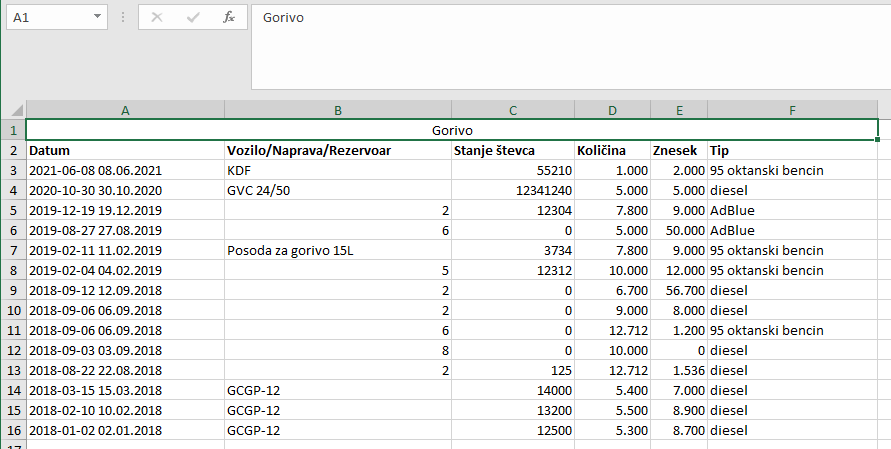 A1 fx Gorivo
A B C D E F
1 Gorivo
2 Datum Vozilo/Naprava/Rezervoar Stanje števca Količina Znesek Tip
3 2021-06-08 08.06.2021 KDF 55210 1.000 2.000 95 oktanski bencin
4 2020-10-30 30.10.2020 GVC 24/50 12341240 5.000 5.000 diesel
5 2019-12-19 19.12.2019 2 12304 7.800 9.000 AdBlue
6 2019-08-27 27.08.2019 6 0 5.000 50.000 AdBlue
7 2019-02-11 11.02.2019 Posoda za gorivo 15L 3734 7.800 9.000 95 oktanski bencin
8 2019-02-04 04.02.2019 5 12312 10.000 12.000 95 oktanski bencin
9 2018-09-12 12.09.2018 2 0 6.700 56.700 diesel
10 2018-09-06 06.09.2018 2 0 9.000 8.000 diesel
11 2018-09-06 06.09.2018 6 0 12.712 1.200 95 oktanski bencin
12 2018-09-03 03.09.2018 8 0 10.000 0 diesel
13 2018-08-22 22.08.2018 2 125 12.712 1.536 diesel
14 2018-03-15 15.03.2018 GCGP-12 14000 5.400 7.000 diesel
15 2018-02-10 10.02.2018 GCGP-12 13200 5.500 8.900 diesel
16 2018-01-02 02.01.2018 GCGP-12 12500 5.300 8.700 diesel
17